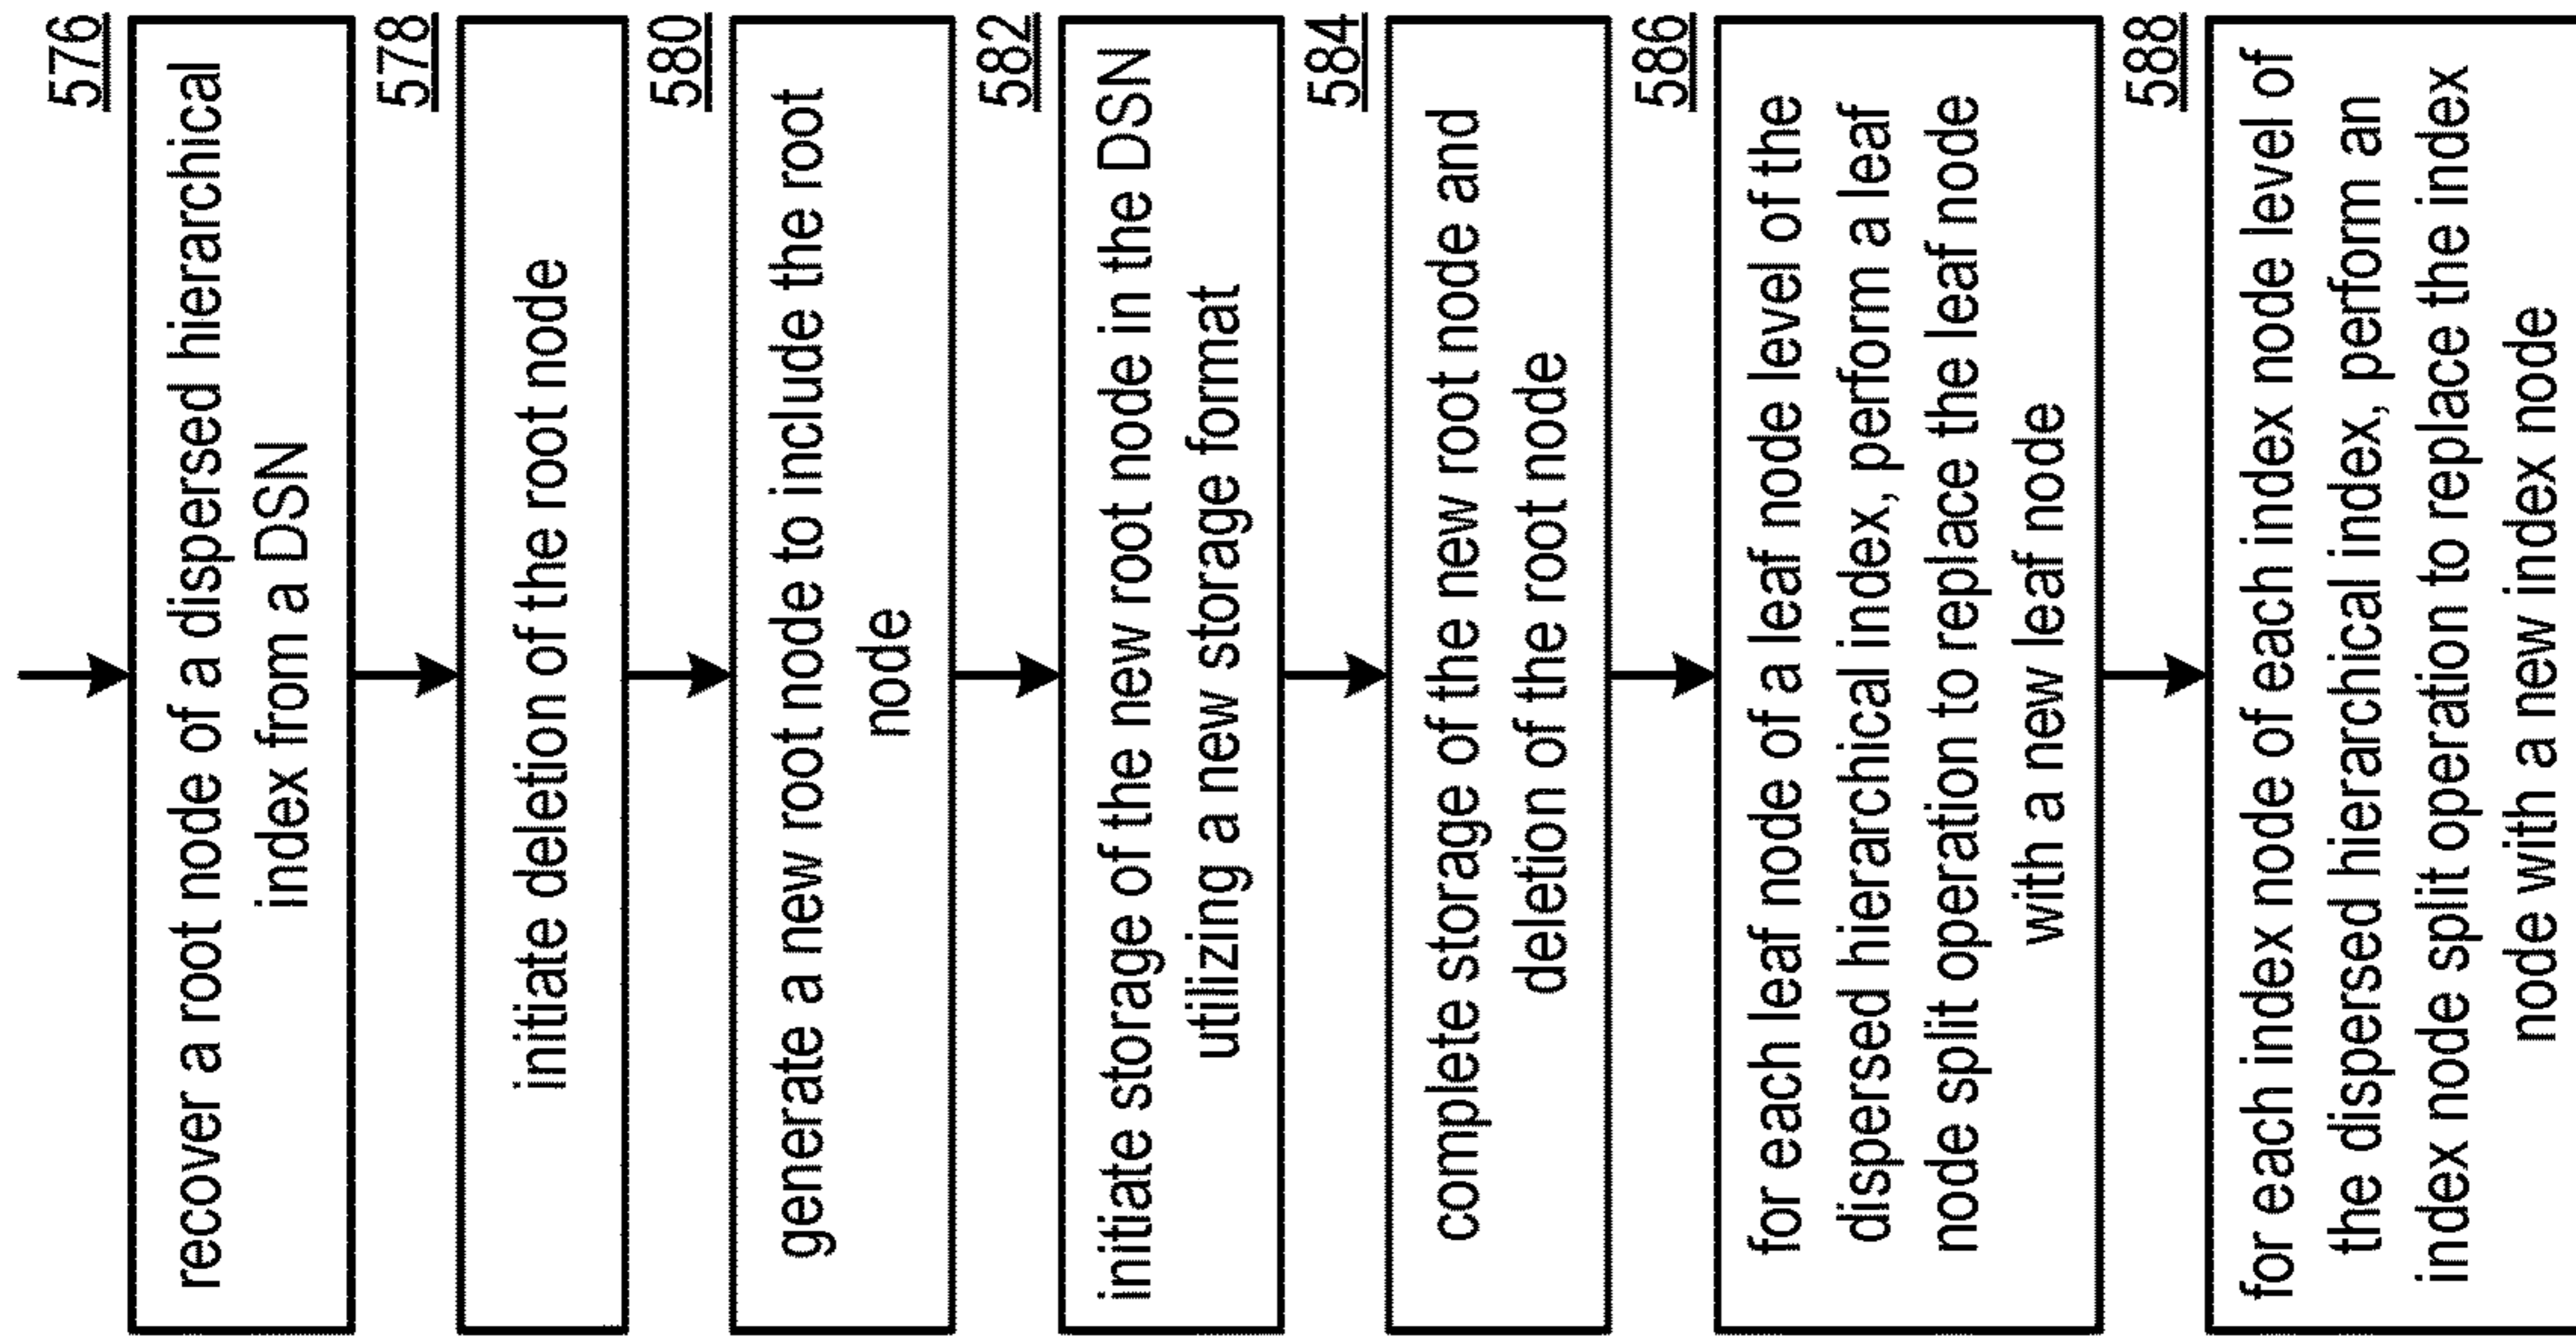 576
recover a root node of a dispersed hierarchical
index from a DSN
578
initiate deletion of the root node
580
generate a new root node to include the root
node
582
initiate storage of the new root node in the DSN
utilizing a new storage format
584
complete storage of the new root node and
deletion of the root node
586
for each leaf node of a leaf node level of the
dispersed hierarchical index, perform a leaf
node split operation to replace the leaf node
with a new leaf node
588
for each index node of each index node level of
the dispersed hierarchical index, perform an
index node split operation to replace the index
node with a new index node